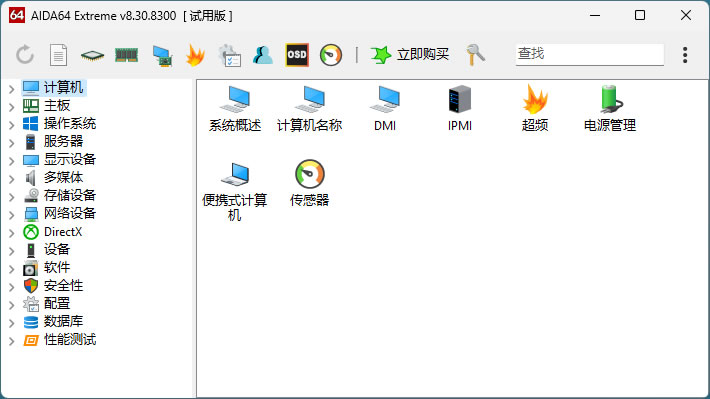 64 AIDA64 Extreme v8.30.8300 [ 试用版 ]
OSD | 立即购买 查找
计算机
主板
操作系统
服务器
显示设备
多媒体
存储设备
网络设备
DirectX
设备
软件
安全性
配置
数据库
性能测试
系统概述 计算机名称 DMI IPMI 超频 电源管理
便携式计算 传感器
机